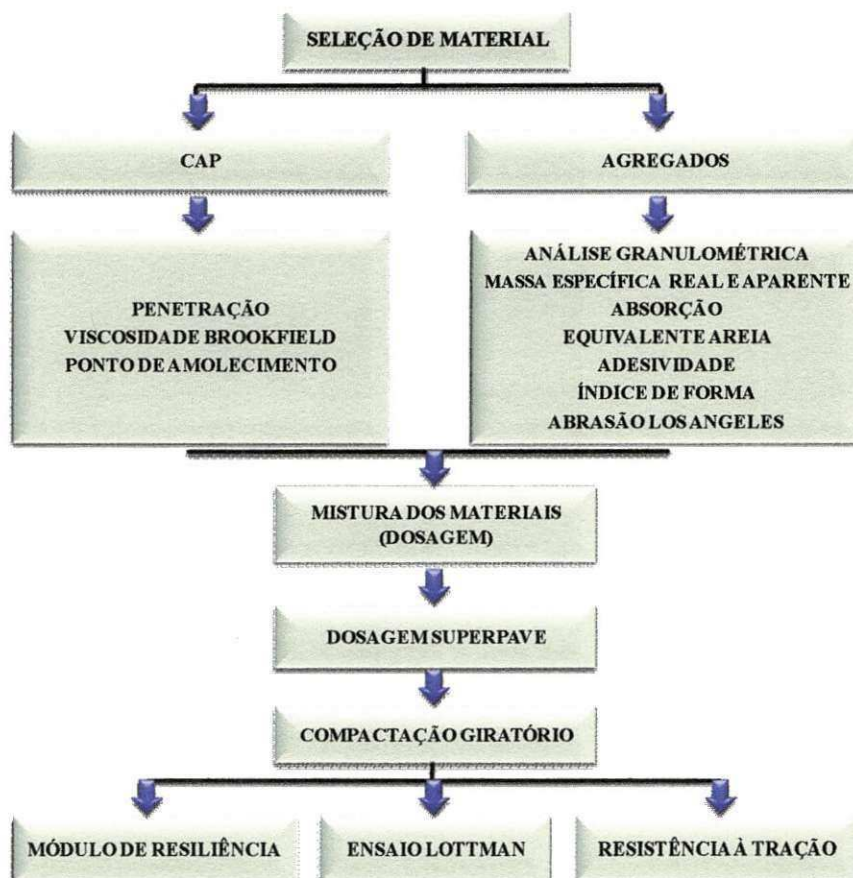 SELEÇÃO DE MATERIAL
CAP
AGREGADOS
PENETRAÇÃO
VISCOSIDADE BROOKFIELD
PONTO DE AMOLECIMENTO
ANÁLISE GRANULOMÉTRICA
MASSA ESPECÍFICA REAL E APARENTE
ABSORÇÃO
EQUIVALENTE AREIA
ADESIVIDADE
ÍNDICE DE FORMA
ABRASÃO LOS ANGELES
MISTURA DOS MATERIAIS
(DOSAGEM)
DOSAGEM SUPERPAVE
COMPACTAÇÃO GIRATÓRIO
MÓDULO DE RESILIÊNCIA
ENSAIO LOTTMAN
RESISTÊNCIA À TRAÇÃO